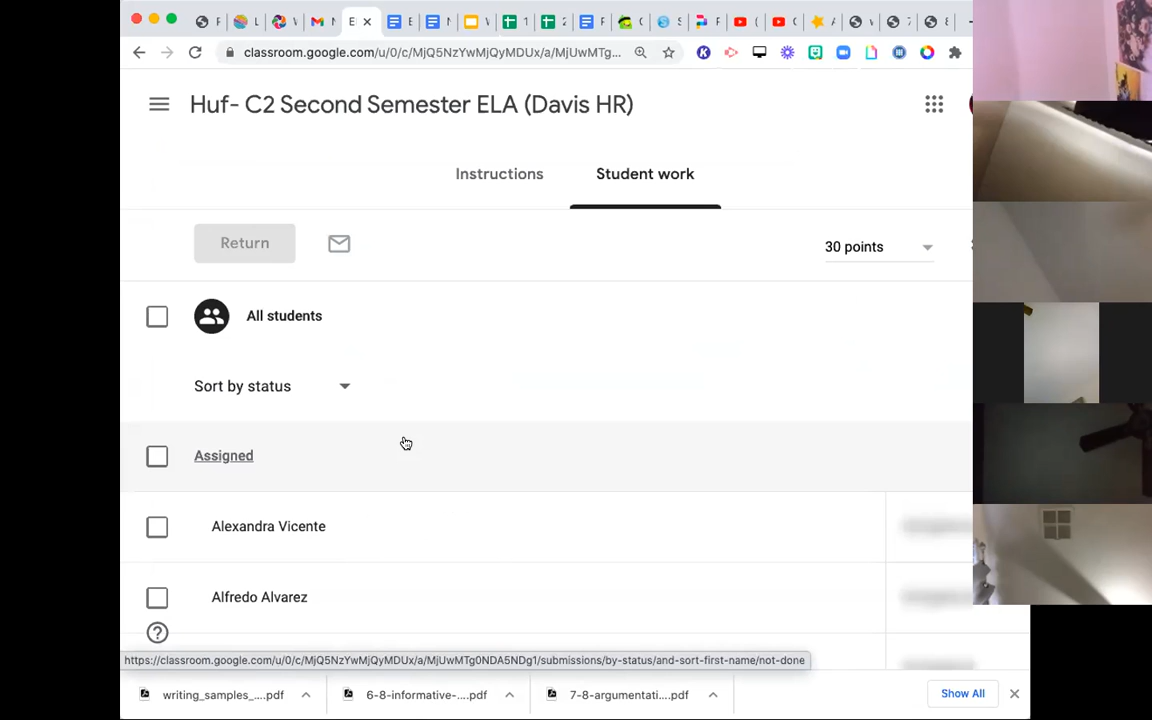 classroom.google.com/u/0/c/MjQ5NzYwMjQyMDUx/a/MjUwMTg...
Huf- C2 Second Semester ELA (Davis HR)
Instructions Student work
Return
30 points
All students
Sort by status
Assigned
Alexandra Vicente
Alfredo Alvarez
https://classroom.google.com/u/0/c/MjQ5NzYwMjQyMDUx/a/MjUwMTg0NDA5NDg1/submissions/by-status/and-sort-first-name/not-done
writing_samples_....pdf 6-8-informative-....pdf 7-8-argumentati....pdf Show All